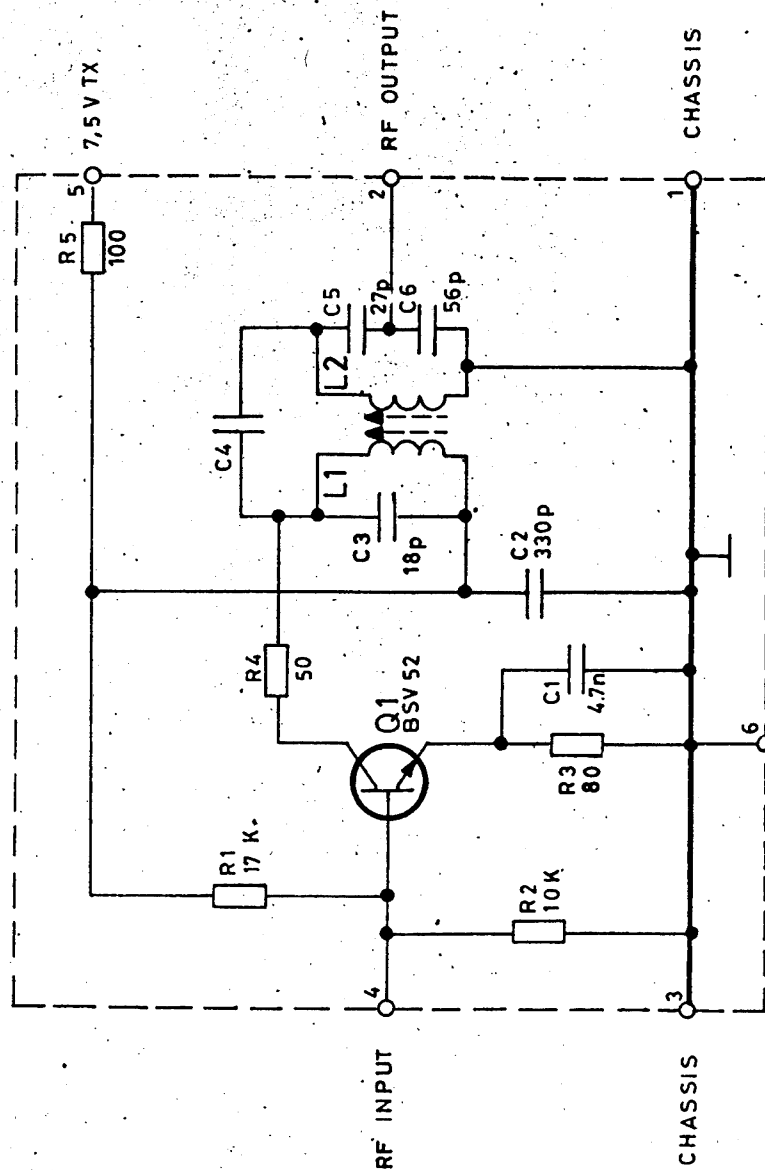 7,5V TX
5
R5
100
RF OUTPUT
2
CHASSIS
1
C4
C5
27p
C6
56p
L2
L1
C3
18p
C2
330p
R4
50
Q1
BSV 52
C1
4.7n
R3
80
6
R1
17 K.
R2
10K
4
RF INPUT
3
CHASSIS